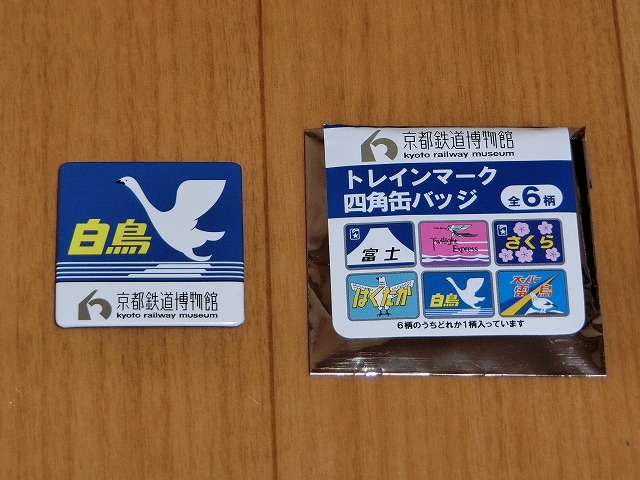 白鳥
京都鉄道博物館
kyoto railway museum
京都鉄道博物館
kyoto railway museum
トレインマーク
四角缶バッジ
全6柄
富士
Twilight Express
さくら
はくたか
白鳥
スーパー雷鳥
6柄のうちどれか1柄入っています